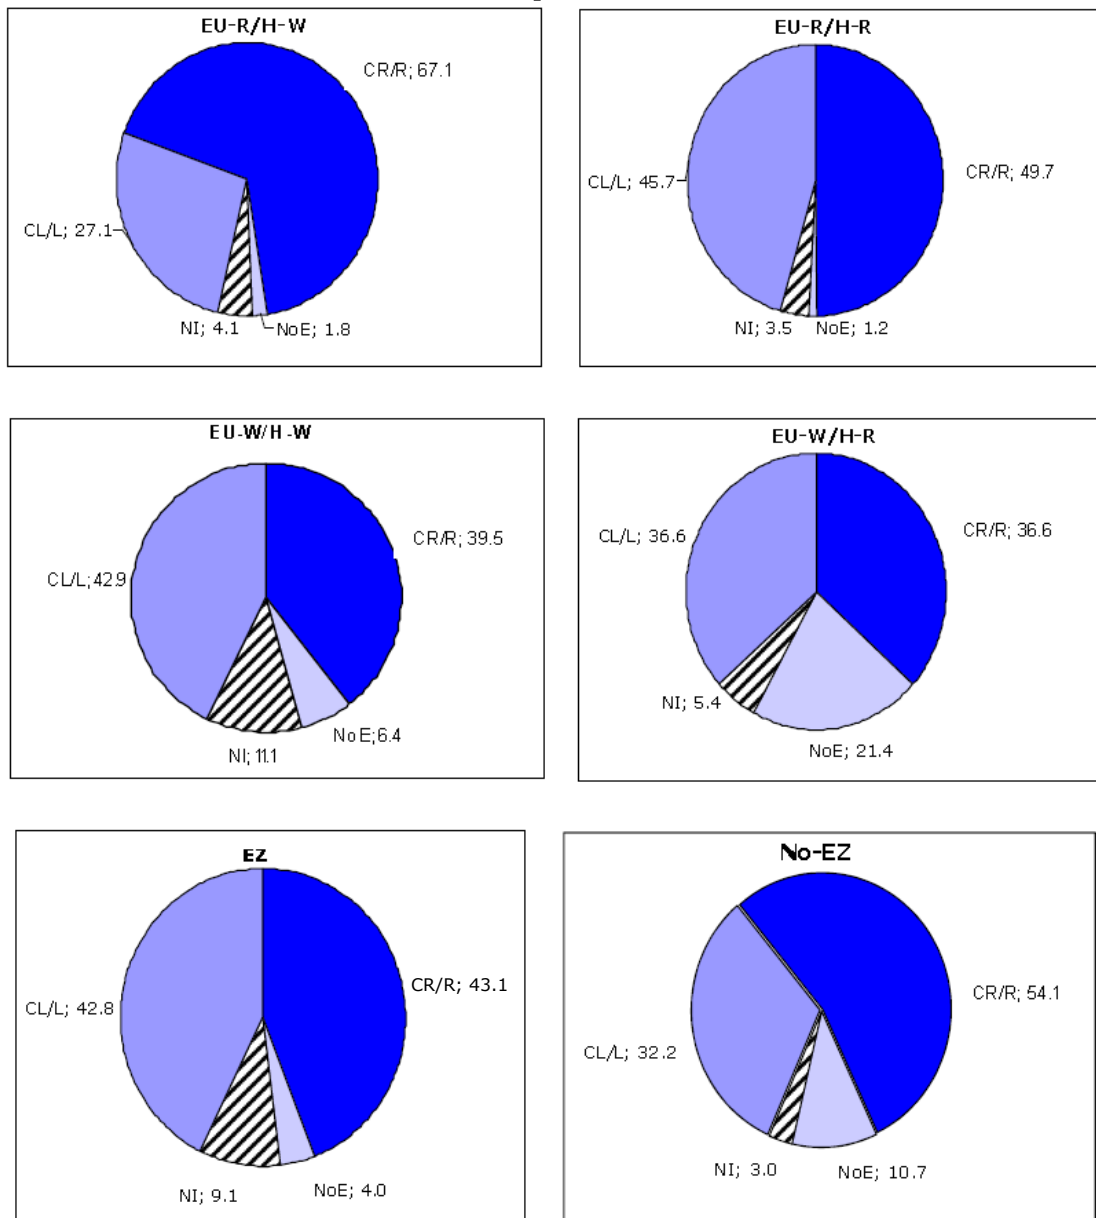 EU-R/H-W
CR/R; 67.1
CL/L; 27.1
NI; 4.1
NoE; 1.8
EU-R/H-R
CR/R; 49.7
CL/L; 45.7
NI; 3.5
NoE; 1.2
EU-W/H-W
CR/R; 39.5
CL/L; 42.9
NoE; 6.4
NI; 11.1
EU-W/H-R
CR/R; 36.6
CL/L; 36.6
NI; 5.4
NoE; 21.4
EZ
CR/R; 43.1
CL/L; 42.8
NI; 9.1
NoE; 4.0
No-EZ
CR/R; 54.1
CL/L; 32.2
NI; 3.0
NoE; 10.7